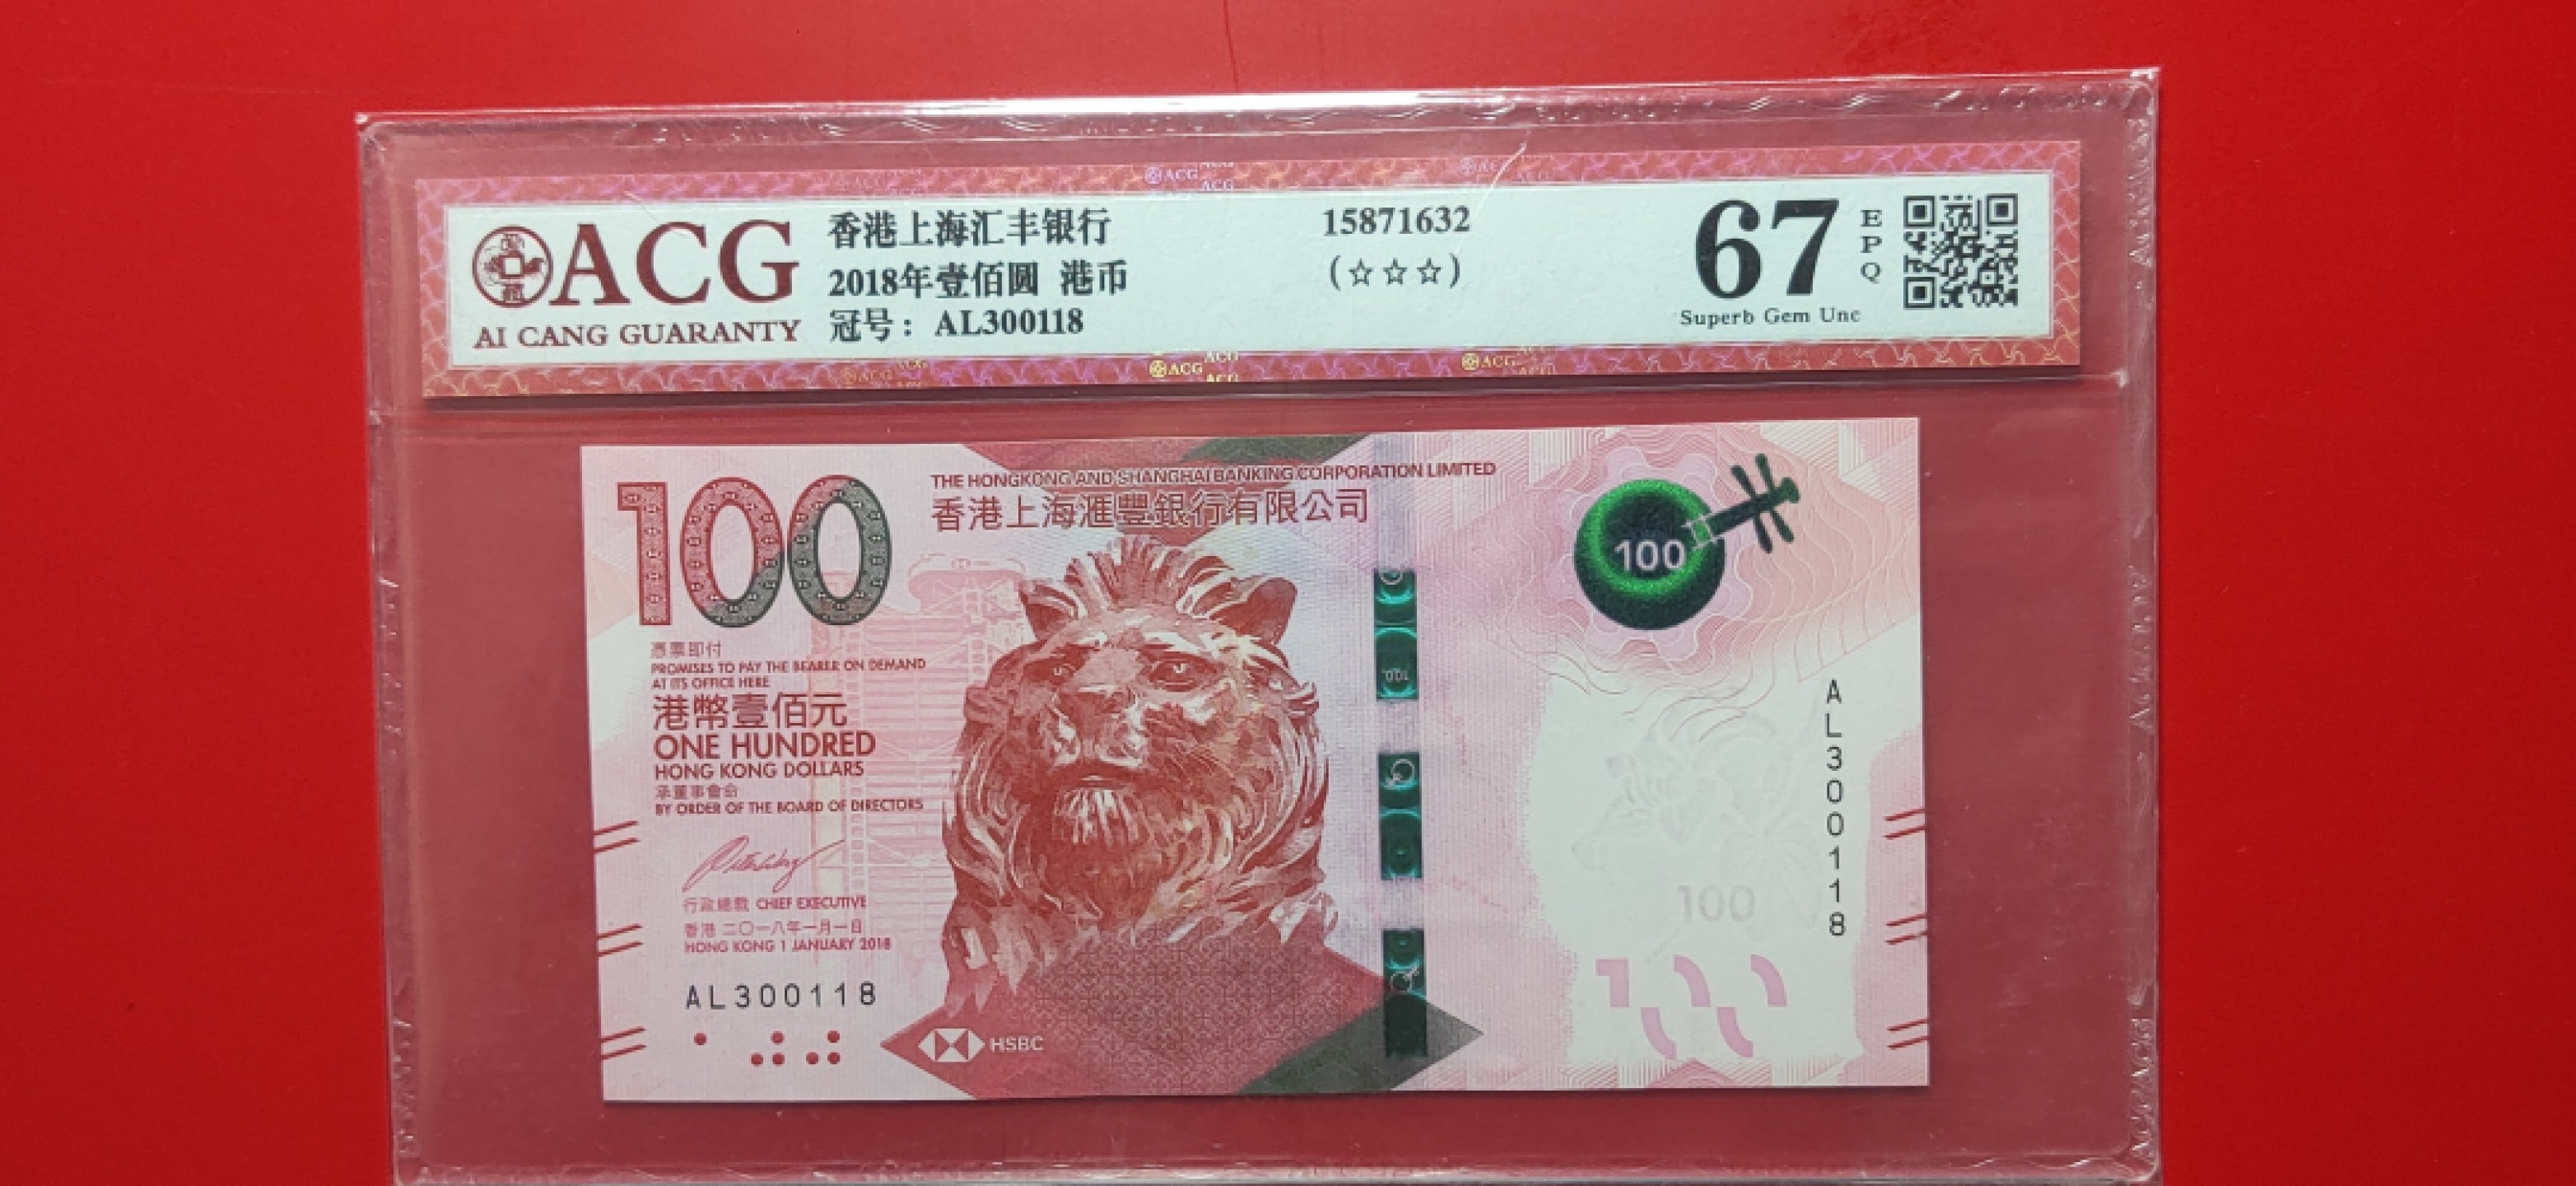 ACG
AI CANG GUARANTY
香港上海汇丰银行
2018年壹佰圆 港币
冠号: AL300118
15871632
(☆☆☆)
67
EPQ
Superb Gem Unc
100
THE HONGKONG AND SHANGHAI BANKING CORPORATION LIMITED
香港上海滙豐銀行有限公司
100
憑票即付
PROMISES TO PAY THE BEARER ON DEMAND
AT ITS OFFICE HERE
港幣壹佰元
ONE HUNDRED
HONG KONG DOLLARS
承董事會命
BY ORDER OF THE BOARD OF DIRECTORS
行政總裁 CHIEF EXECUTIVE
香港 二〇一八年一月一日
HONG KONG 1 JANUARY 2018
AL300118
HSBC
100
AL300118
100